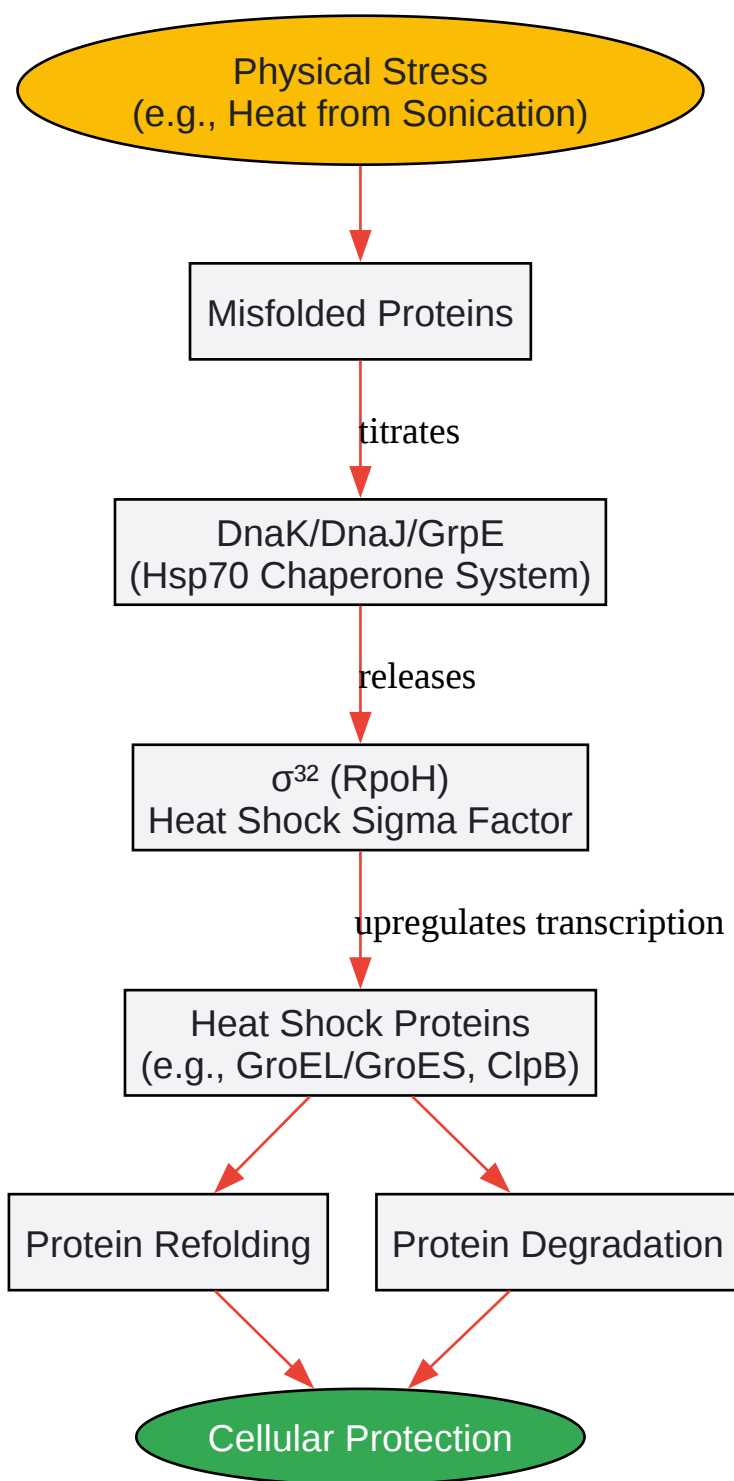 Physical Stress
(e.g., Heat from Sonication)
Misfolded Proteins
titrates
DnaK/DnaJ/GrpE
(Hsp70 Chaperone System)
releases
σ³² (RpoH)
Heat Shock Sigma Factor
upregulates transcription
Heat Shock Proteins
(e.g., GroEL/GroES, ClpB)
Protein Refolding
Protein Degradation
Cellular Protection